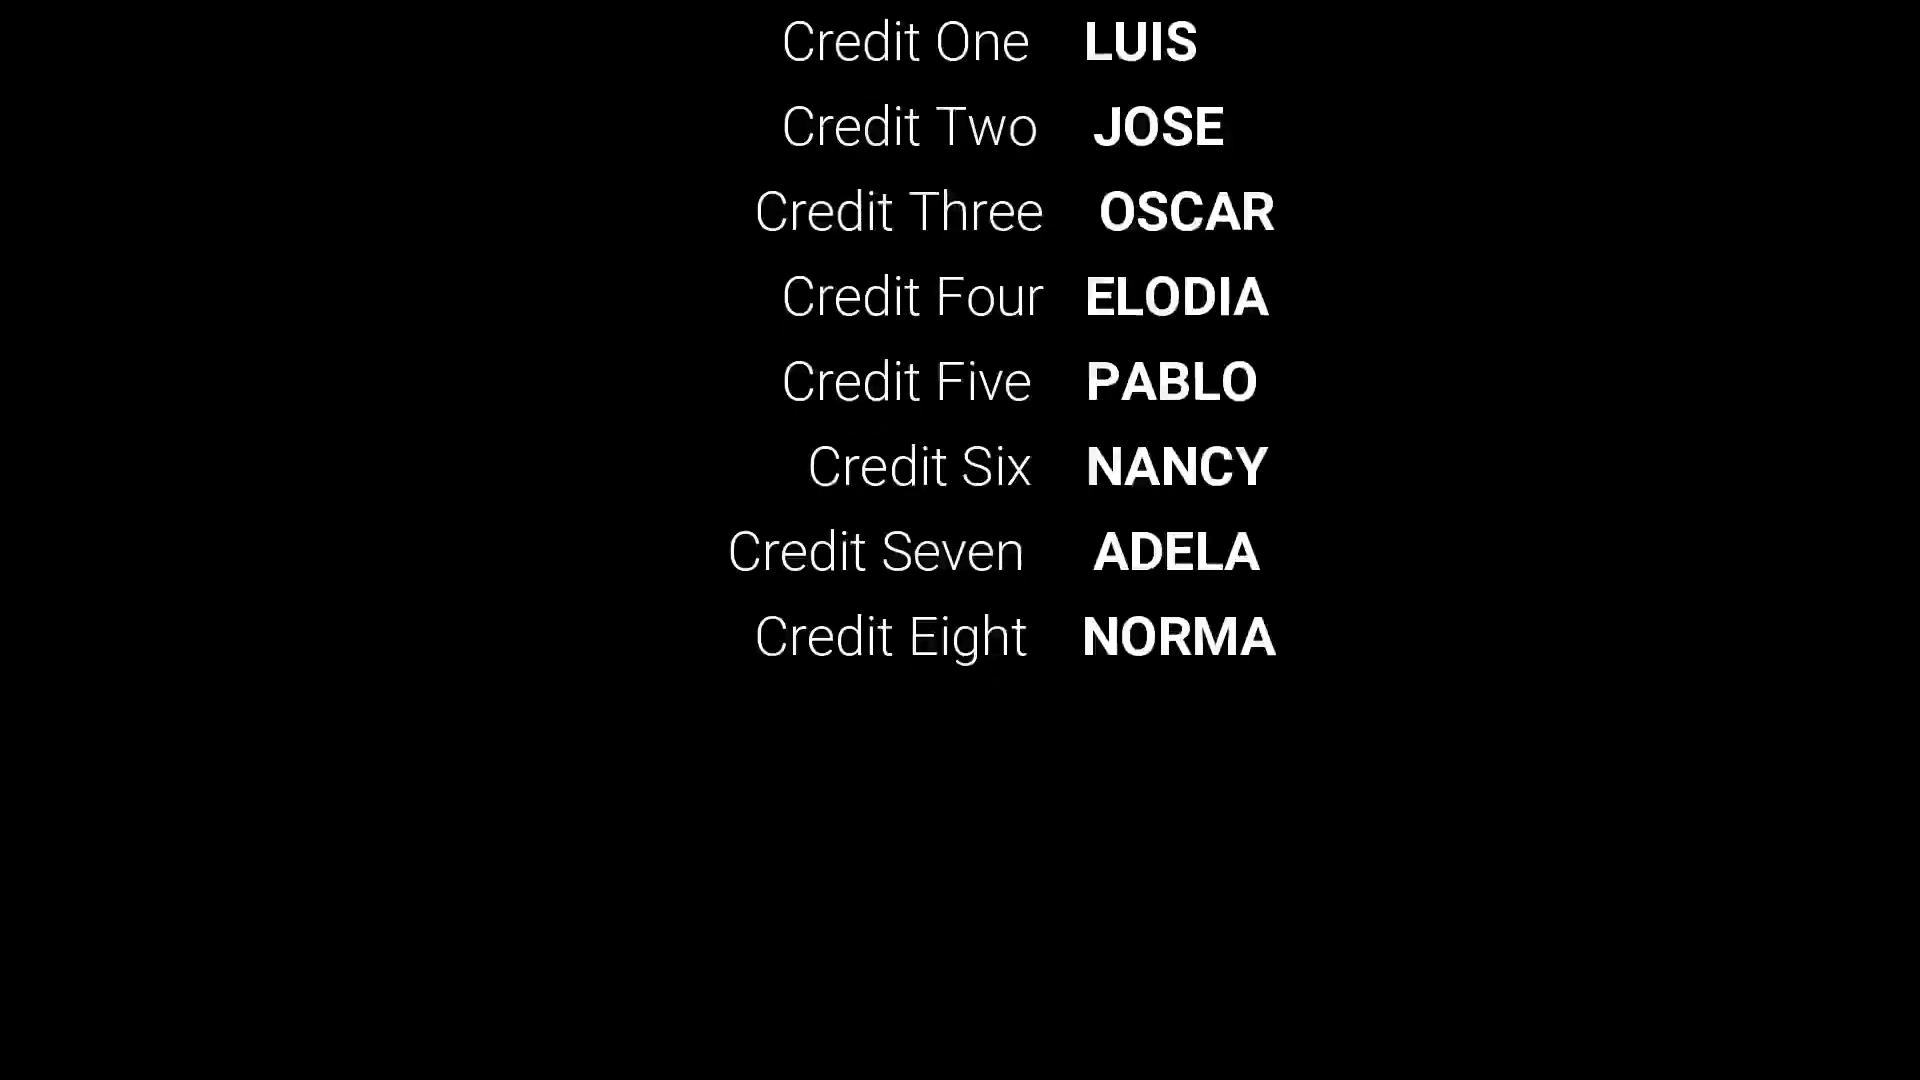 Credit One LUIS
Credit Two JOSE
Credit Three OSCAR
Credit Four ELODIA
Credit Five PABLO
Credit Six NANCY
Credit Seven ADELA
Credit Eight NORMA